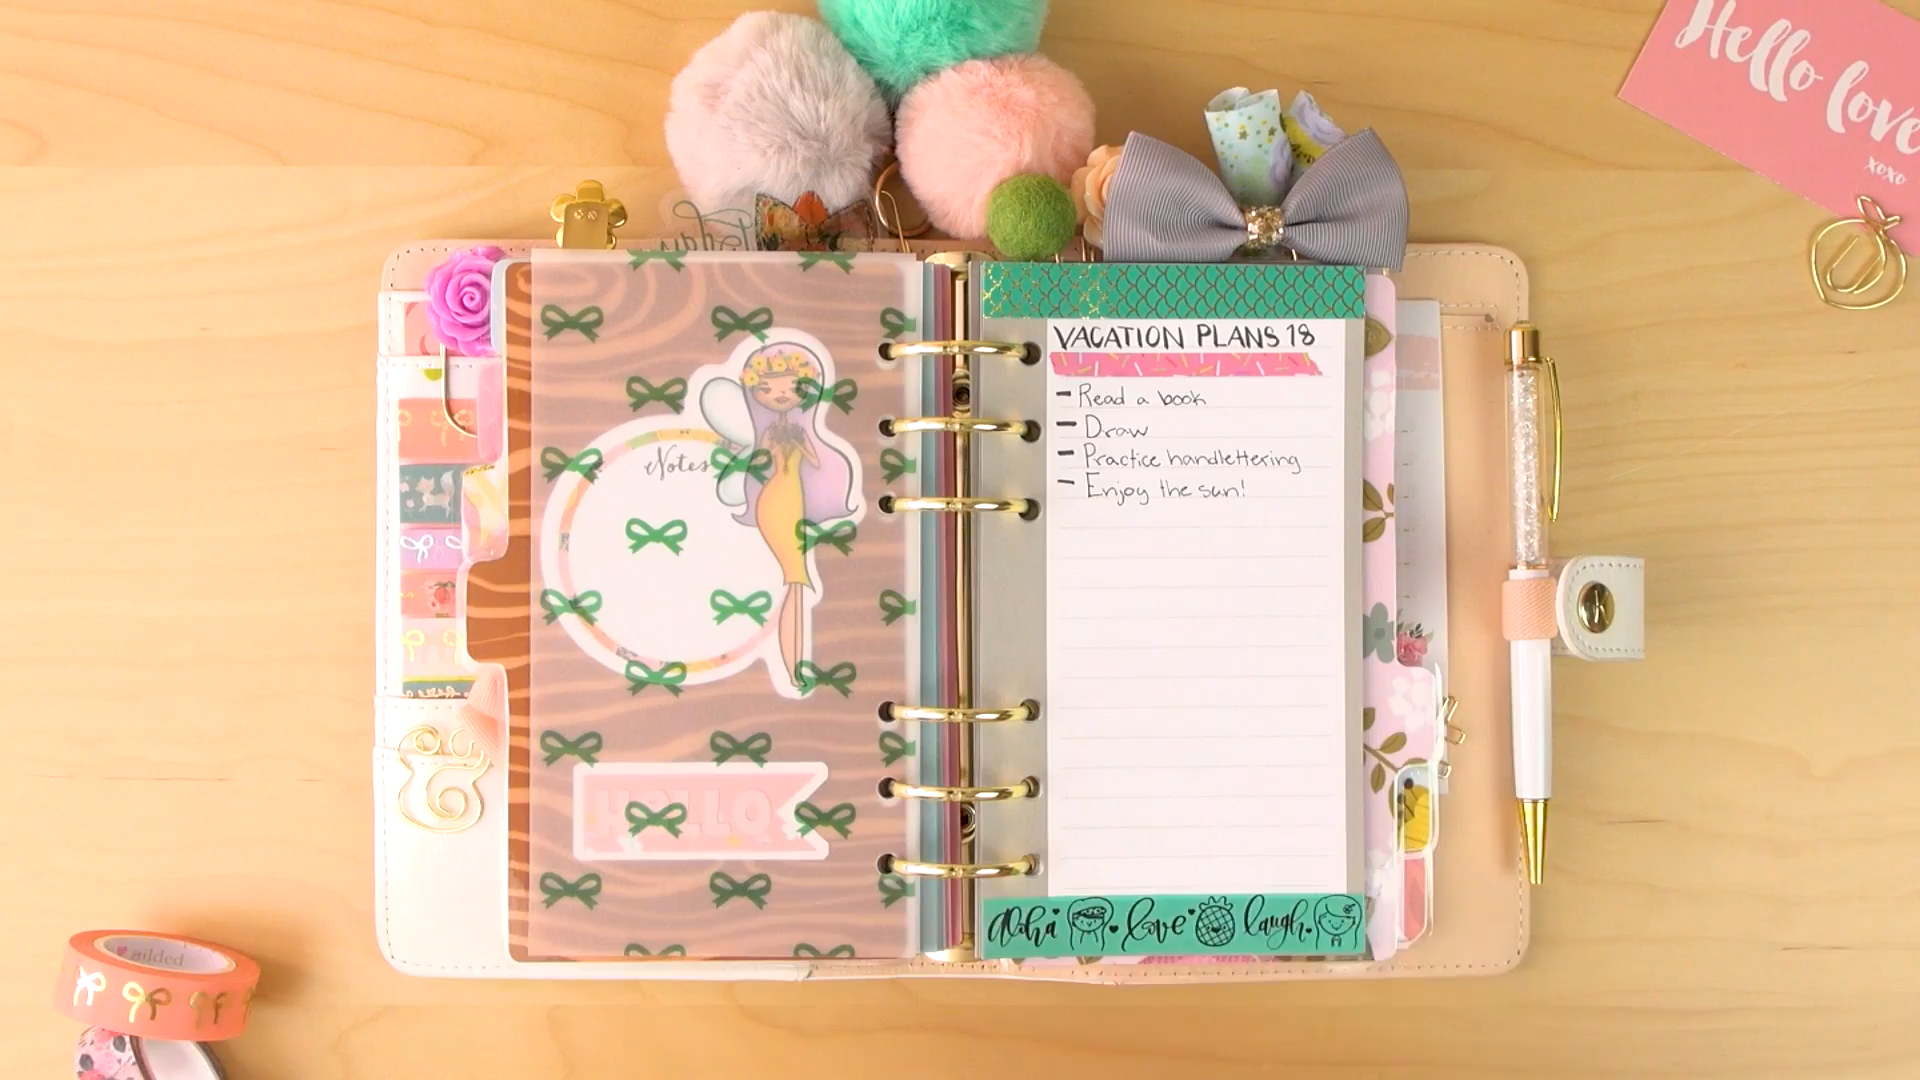 Hello love
xoxo
Notes
HELLO
VACATION PLANS 18
- Read a book
- Draw
- Practice handlettering
- Enjoy the sun!
aloha love laugh
K
gilded
&